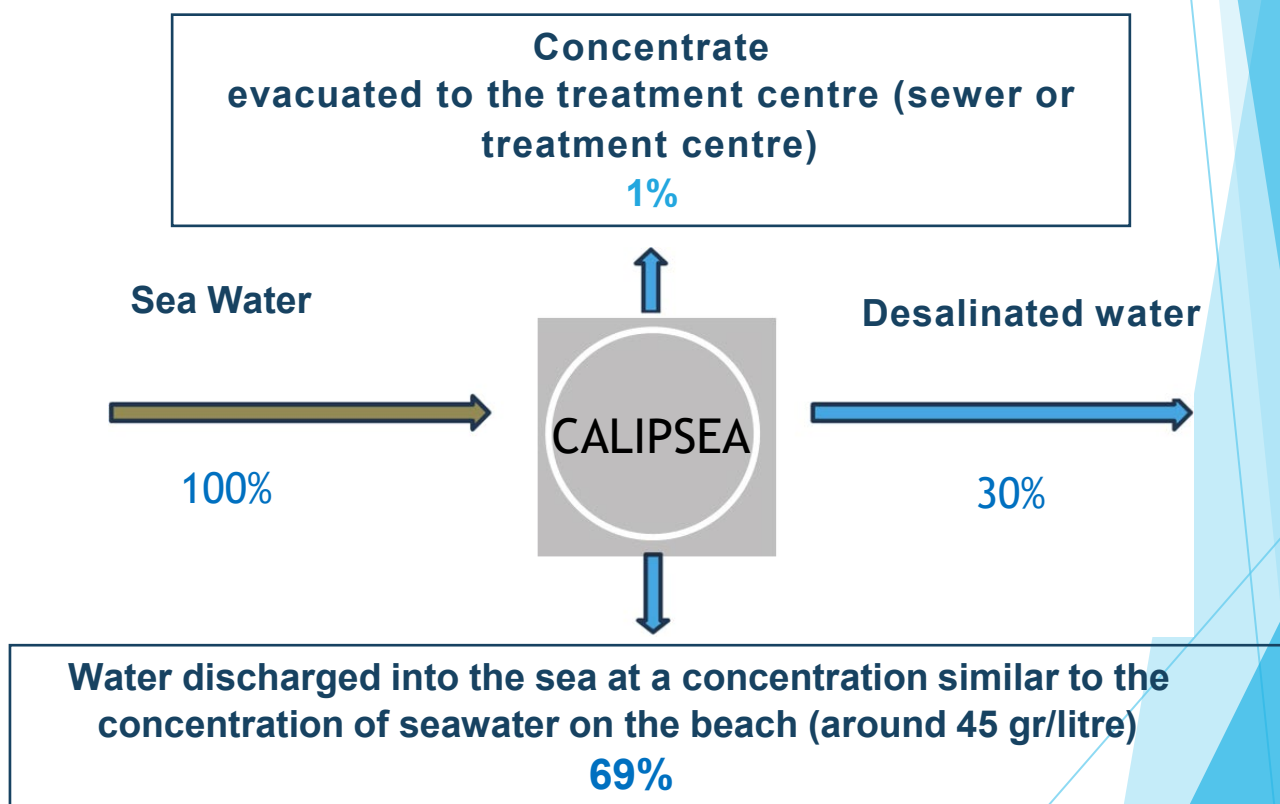 Concentrate
evacuated to the treatment centre (sewer or
treatment centre)
1%
Sea Water
Desalinated water
CALIPSEA
100%
30%
Water discharged into the sea at a concentration similar to the
concentration of seawater on the beach (around 45 gr/litre)
69%